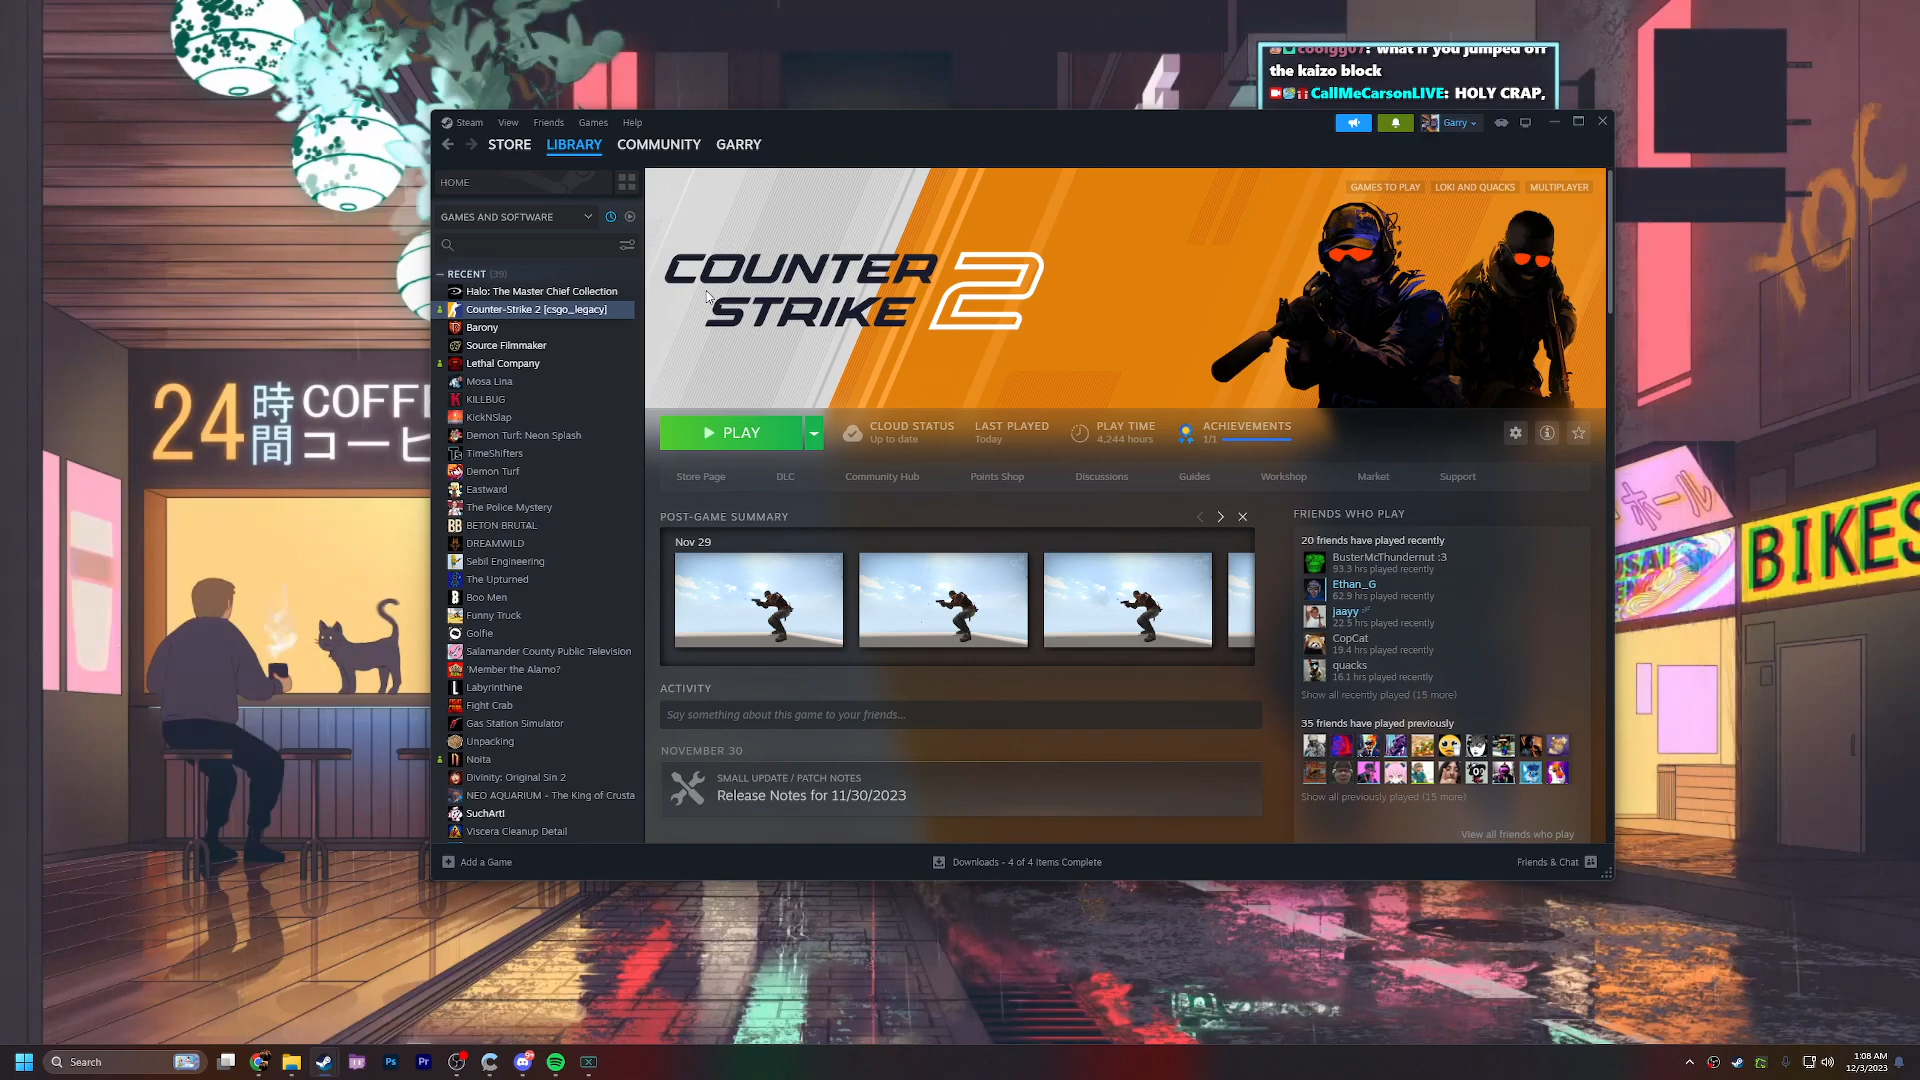 coolgg07: what if you jumped off
the kaizo block
CallMeCarsonLIVE: HOLY CRAP,
Steam View Friends Games Help
Garry
STORE LIBRARY COMMUNITY GARRY
HOME
GAMES AND SOFTWARE
RECENT (39)
Halo: The Master Chief Collection
Counter-Strike 2 [csgo_legacy]
Barony
Source Filmmaker
Lethal Company
Mosa Lina
KILLBUG
KickNSlap
Demon Turf: Neon Splash
TimeShifters
Demon Turf
Eastward
The Police Mystery
BETON BRUTAL
DREAMWILD
Sebil Engineering
The Upturned
Boo Men
Funny Truck
Golfie
Salamander County Public Television
'Member the Alamo?
Labyrinthine
Fight Crab
Gas Station Simulator
Unpacking
Noita
Divinity: Original Sin 2
NEO AQUARIUM - The King of Crusta
SuchArt!
Viscera Cleanup Detail
GAMES TO PLAY LOKI AND QUACKS MULTIPLAYER
COUNTER
STRIKE 2
PLAY
CLOUD STATUS
Up to date
LAST PLAYED
Today
PLAY TIME
4,244 hours
ACHIEVEMENTS
1/1
Store Page DLC Community Hub Points Shop Discussions Guides Workshop Market Support
POST-GAME SUMMARY
Nov 29
ACTIVITY
Say something about this game to your friends...
NOVEMBER 30
SMALL UPDATE / PATCH NOTES
Release Notes for 11/30/2023
FRIENDS WHO PLAY
20 friends have played recently
BusterMcThundernut :3
93.3 hrs played recently
Ethan_G
62.9 hrs played recently
jaayy
22.5 hrs played recently
CopCat
19.4 hrs played recently
quacks
16.1 hrs played recently
Show all recently played (15 more)
35 friends have played previously
Show all previously played (15 more)
View all friends who play
Add a Game
Downloads - 4 of 4 Items Complete
Friends & Chat
24時間 COFFE
コーヒ
ホール
BIKES
Search
Ps
Pr
1:08 AM
12/3/2023